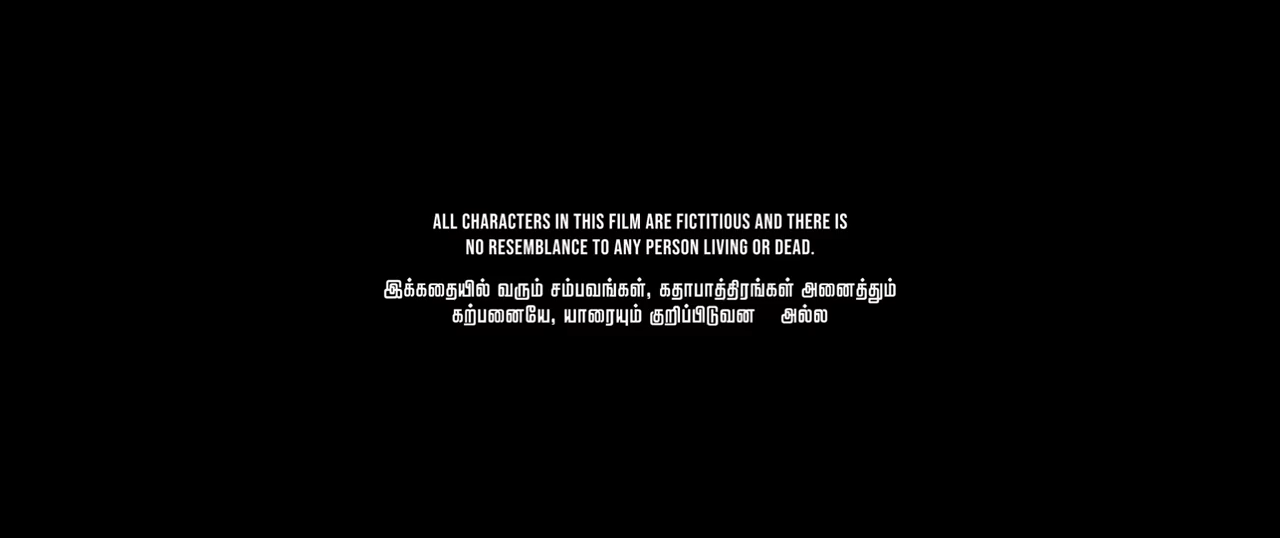 ALL CHARACTERS IN THIS FILM ARE FICTITIOUS AND THERE IS
NO RESEMBLANCE TO ANY PERSON LIVING OR DEAD.
இக்கதையில் வரும் சம்பவங்கள், கதாபாத்திரங்கள் அனைத்தும்
கற்பனையே, யாரையும் குறிப்பிடுவன அல்ல